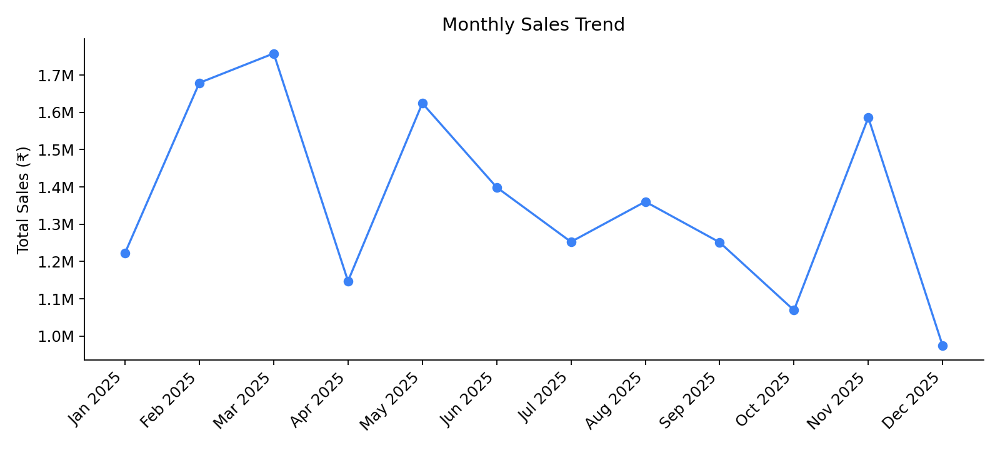 Monthly Sales Trend
Total Sales (₹)
1.7M
1.6M
1.5M
1.4M
1.3M
1.2M
1.1M
1.0M
Jan 2025
Feb 2025
Mar 2025
Apr 2025
May 2025
Jun 2025
Jul 2025
Aug 2025
Sep 2025
Oct 2025
Nov 2025
Dec 2025